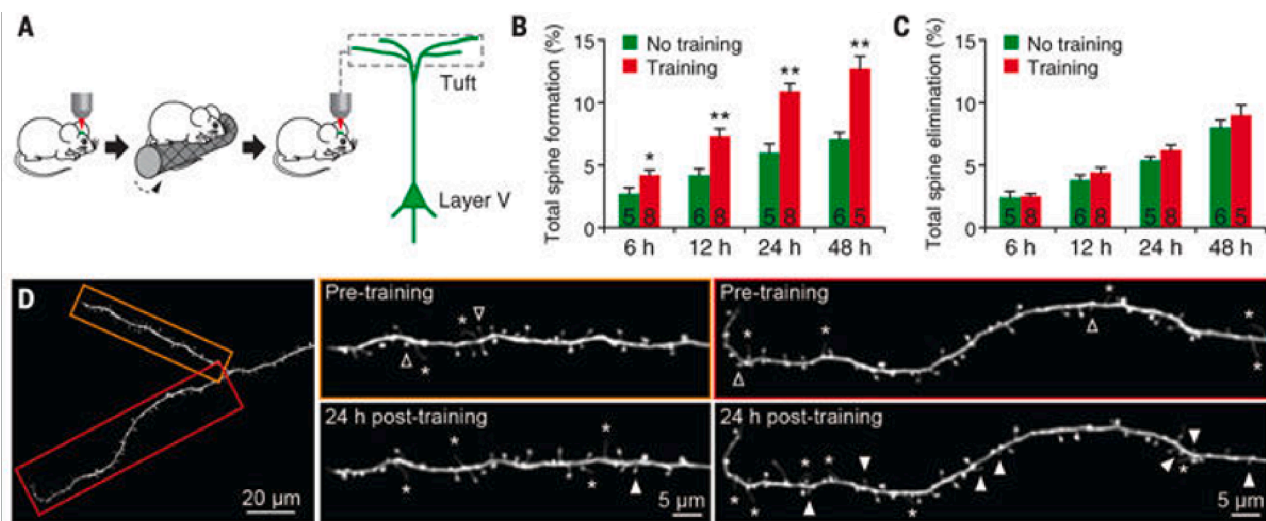 A
Tuft
Layer V
B
Total spine formation (%)
15
10
5
0
No training
Training
*
**
**
**
5 8
6 8
5 8
6 5
6 h 12 h 24 h 48 h
C
Total spine elimination (%)
15
10
5
0
No training
Training
5 8
6 8
5 8
6 5
6 h 12 h 24 h 48 h
D
20 µm
Pre-training
* *
Pre-training
* * * * *
24 h post-training
* * * *
5 µm
24 h post-training
* * * * * * *
5 µm